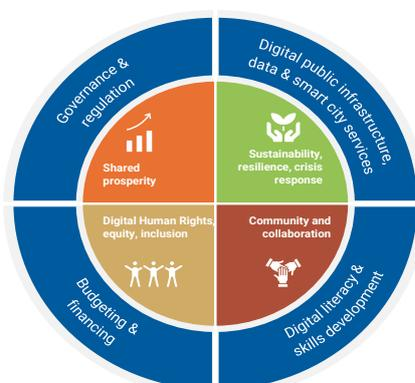 Governance &
regulation
Digital public infrastructure,
data & smart city services
Shared
prosperity
Sustainability,
resilience, crisis
response
Digital Human Rights,
equity, inclusion
Community and
collaboration
Budgeting &
financing
Digital literacy &
skills development